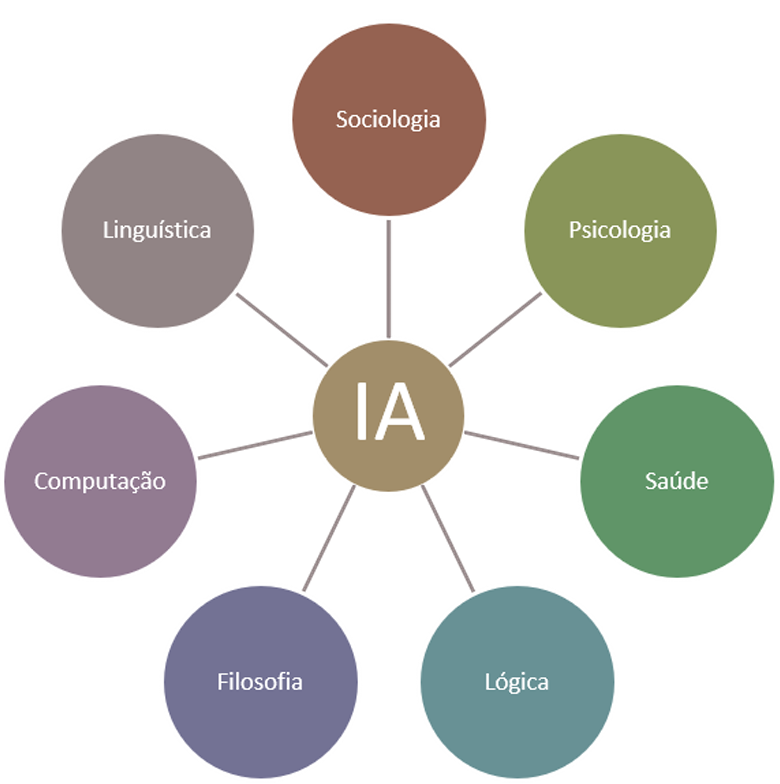 Sociologia
Linguística
Psicologia
IA
Computação
Saúde
Filosofia
Lógica